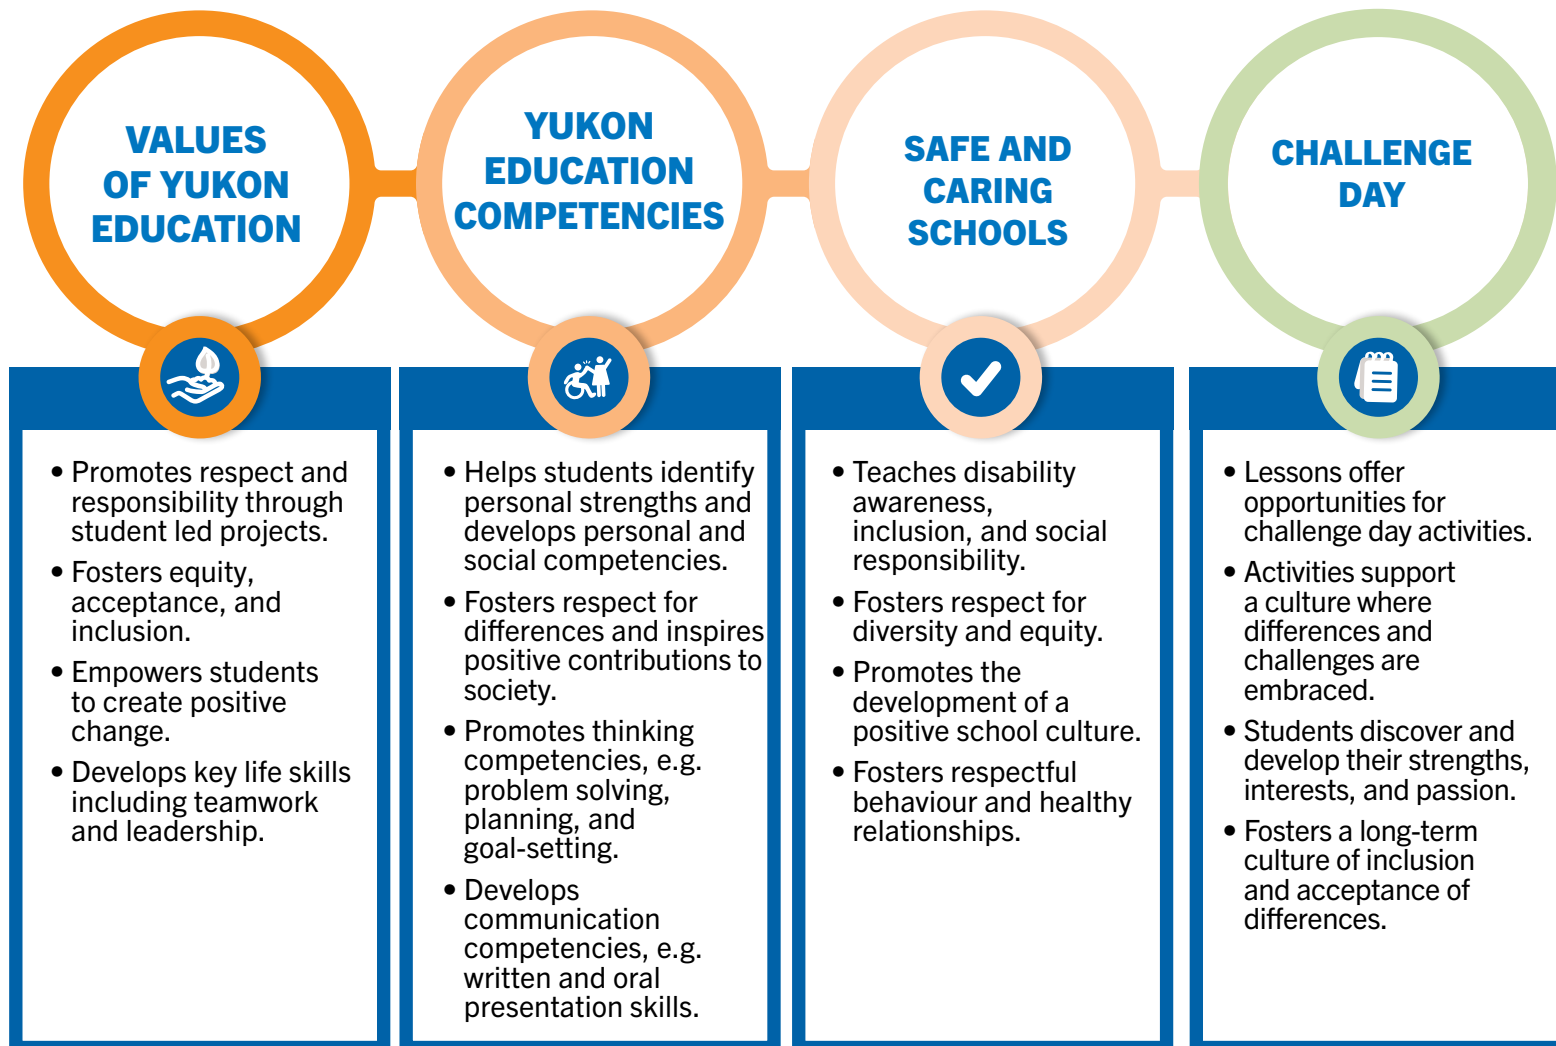 VALUES
OF YUKON
EDUCATION
• Promotes respect and
responsibility through
student led projects.
• Fosters equity,
acceptance, and
inclusion.
• Empowers students
to create positive
change.
• Develops key life skills
including teamwork
and leadership.
YUKON
EDUCATION
COMPETENCIES
• Helps students identify
personal strengths and
develops personal and
social competencies.
• Fosters respect for
differences and inspires
positive contributions to
society.
• Promotes thinking
competencies, e.g.
problem solving,
planning, and
goal-setting.
• Develops
communication
competencies, e.g.
written and oral
presentation skills.
SAFE AND
CARING
SCHOOLS
• Teaches disability
awareness,
inclusion, and social
responsibility.
• Fosters respect for
diversity and equity.
• Promotes the
development of a
positive school culture.
• Fosters respectful
behaviour and healthy
relationships.
CHALLENGE
DAY
• Lessons offer
opportunities for
challenge day activities.
• Activities support
a culture where
differences and
challenges are
embraced.
• Students discover and
develop their strengths,
interests, and passion.
• Fosters a long-term
culture of inclusion
and acceptance of
differences.